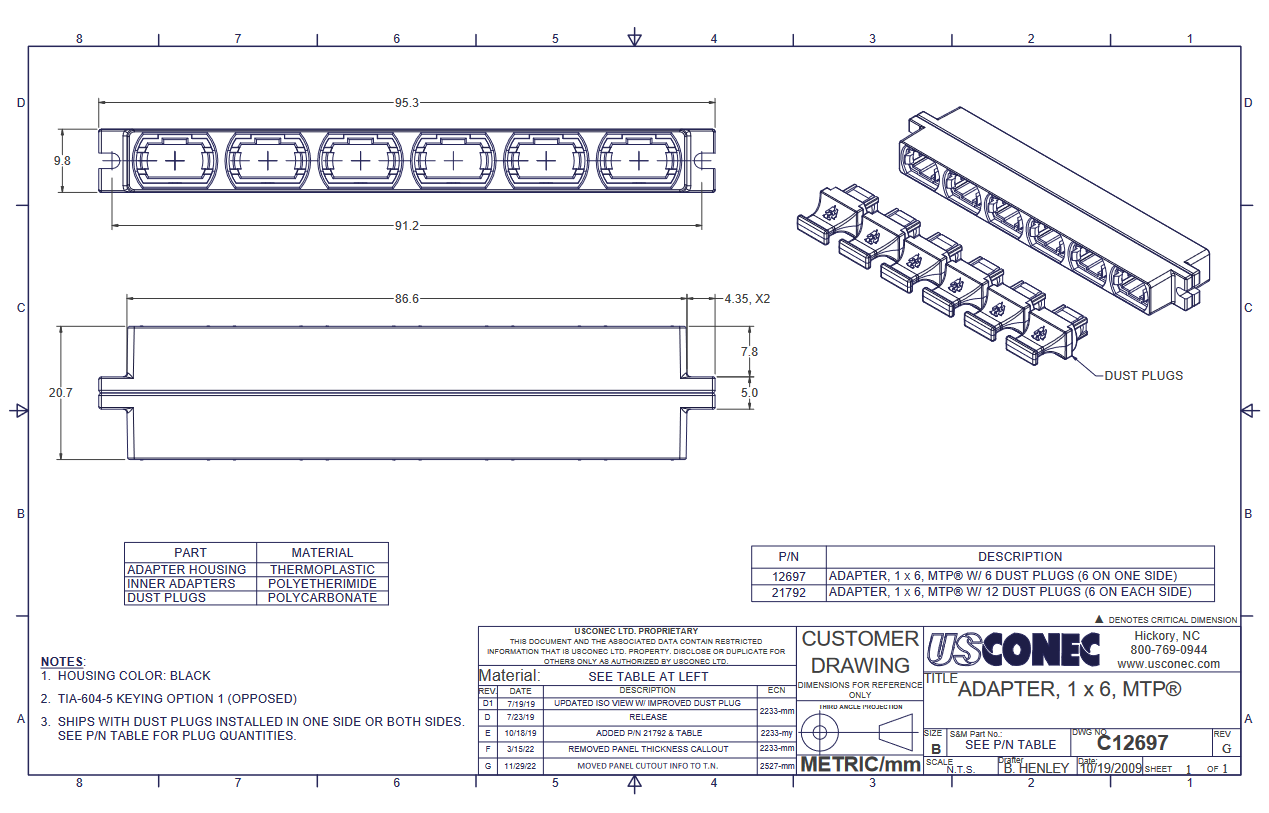 8 7 6 5 4 3 2 1
D D
95.3
9.8
91.2
86.6
4.35, X2
C C
7.8
20.7
5.0
DUST PLUGS
B B
PART MATERIAL
ADAPTER HOUSING THERMOPLASTIC
INNER ADAPTERS POLYETHERIMIDE
DUST PLUGS POLYCARBONATE
P/N DESCRIPTION
12697 ADAPTER, 1 x 6, MTP® W/ 6 DUST PLUGS (6 ON ONE SIDE)
21792 ADAPTER, 1 x 6, MTP® W/ 12 DUST PLUGS (6 ON EACH SIDE)
▲ DENOTES CRITICAL DIMENSION
NOTES:
1. HOUSING COLOR: BLACK
2. TIA-604-5 KEYING OPTION 1 (OPPOSED)
3. SHIPS WITH DUST PLUGS INSTALLED IN ONE SIDE OR BOTH SIDES.
SEE P/N TABLE FOR PLUG QUANTITIES.
A A
USCONEC LTD. PROPRIETARY
THIS DOCUMENT AND THE ASSOCIATED DATA CONTAIN RESTRICTED
INFORMATION THAT IS USCONEC LTD. PROPERTY. DISCLOSE OR DUPLICATE FOR
OTHERS ONLY AS AUTHORIZED BY USCONEC LTD.
Material: SEE TABLE AT LEFT
REV. DATE DESCRIPTION ECN
D1 7/19/19 UPDATED ISO VIEW W/ IMPROVED DUST PLUG
2233-mm
D 7/23/19 RELEASE
E 10/18/19 ADDED P/N 21792 & TABLE 2233-my
F 3/15/22 REMOVED PANEL THICKNESS CALLOUT 2233-mm
G 11/29/22 MOVED PANEL CUTOUT INFO TO T.N. 2527-mm
CUSTOMER
DRAWING
DIMENSIONS FOR REFERENCE
ONLY
THIRD ANGLE PROJECTION
METRIC/mm
USCONEC
Hickory, NC
800-769-0944
www.usconec.com
TITLE
ADAPTER, 1 x 6, MTP®
SIZE
B
S&M Part No.:
SEE P/N TABLE
DWG NO
C12697
REV
G
SCALE
N.T.S.
Drafter
B. HENLEY
Date:
10/19/2009
SHEET 1 OF 1
8 7 6 5 4 3 2 1